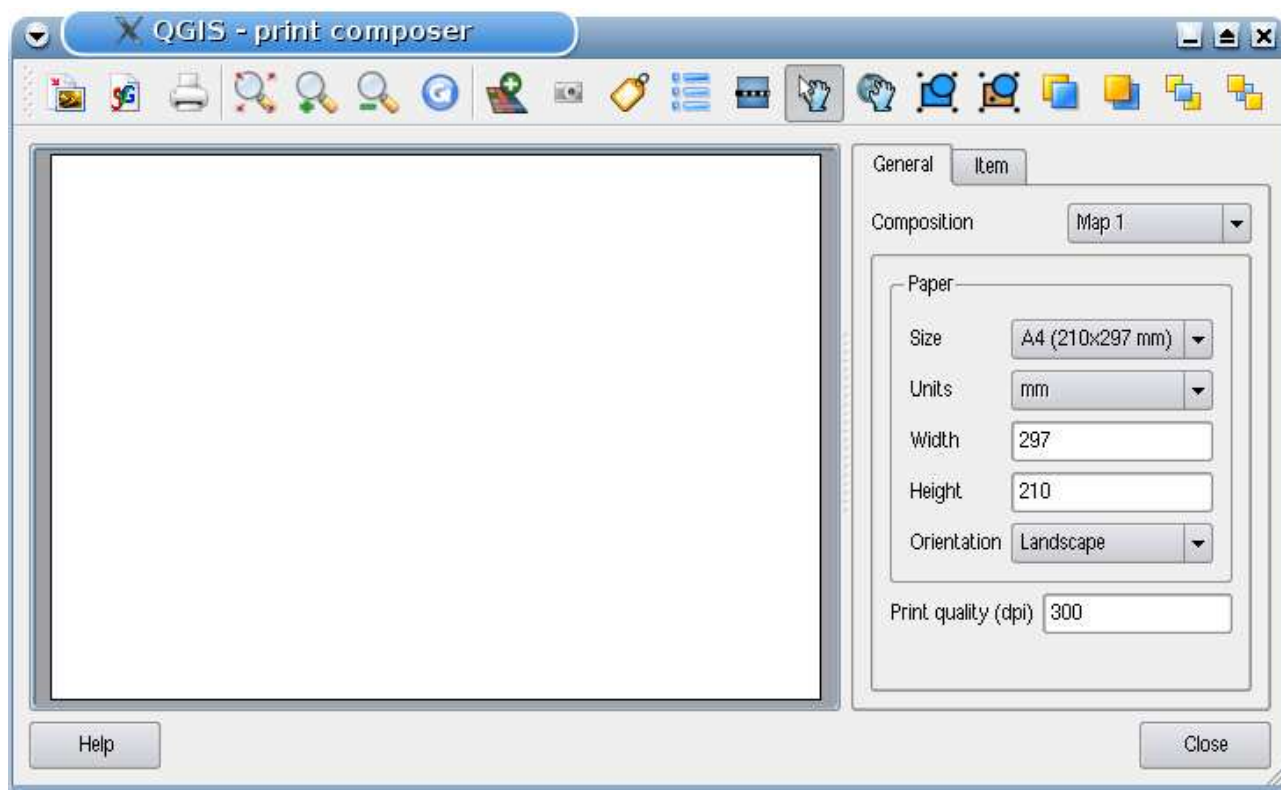 QGIS - print composer
SG
General
Item
Composition
Map 1
Paper
Size
A4 (210x297 mm)
Units
mm
Width
297
Height
210
Orientation
Landscape
Print quality (dpi)
300
Help
Close